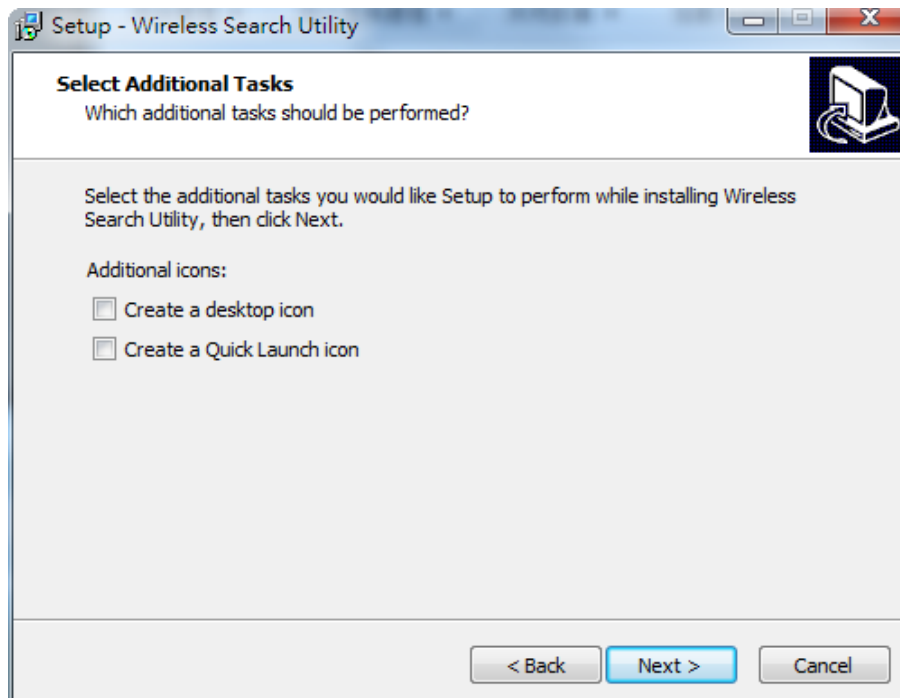 Setup - Wireless Search Utility
Select Additional Tasks
Which additional tasks should be performed?
Select the additional tasks you would like Setup to perform while installing Wireless
Search Utility, then click Next.
Additional icons:
Create a desktop icon
Create a Quick Launch icon
< Back Next > Cancel